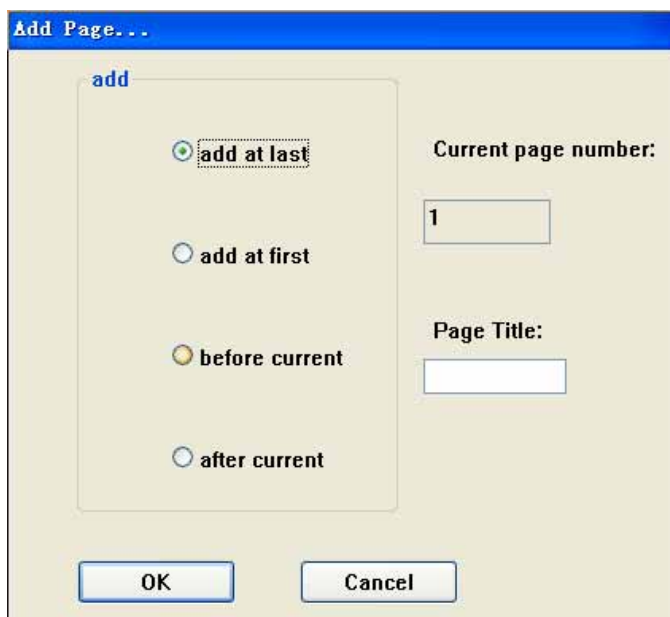 Add Page...
add
add at last
add at first
before current
after current
Current page number:
1
Page Title:
OK
Cancel